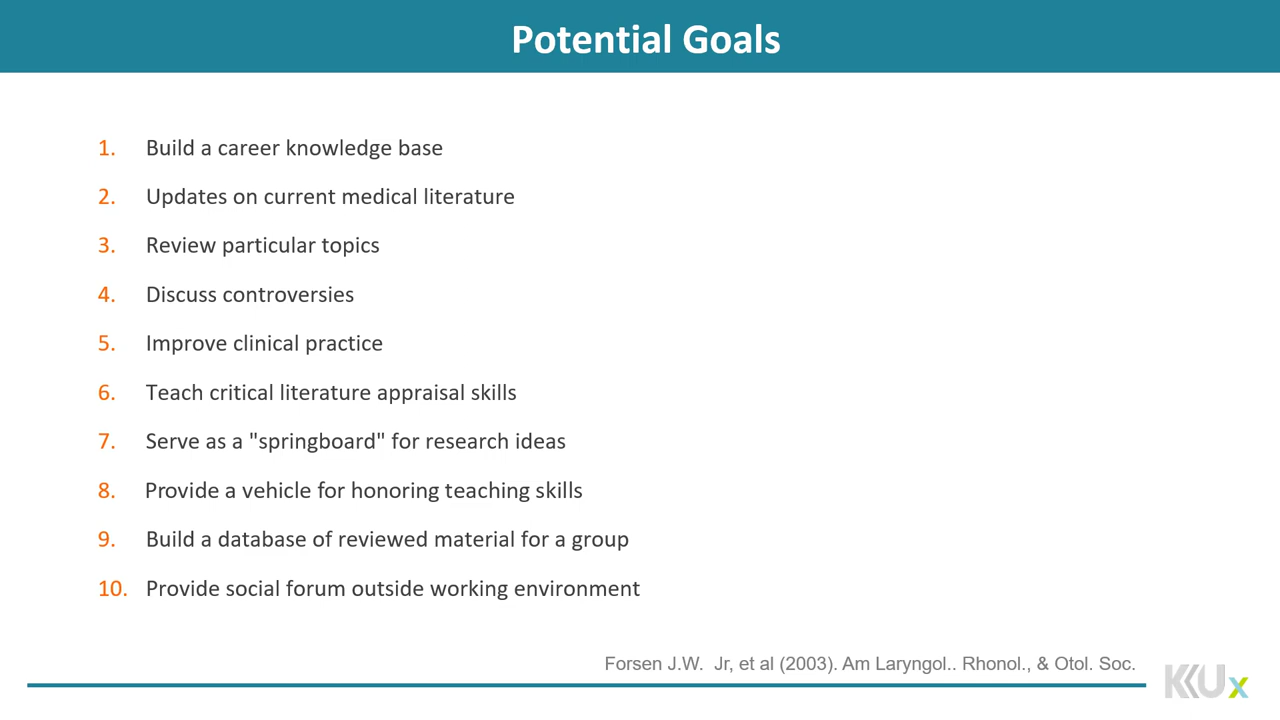 Potential Goals
1. Build a career knowledge base
2. Updates on current medical literature
3. Review particular topics
4. Discuss controversies
5. Improve clinical practice
6. Teach critical literature appraisal skills
7. Serve as a "springboard" for research ideas
8. Provide a vehicle for honoring teaching skills
9. Build a database of reviewed material for a group
10. Provide social forum outside working environment
Forsen J.W. Jr, et al (2003). Am Laryngol.. Rhonol., & Otol. Soc.
KKUx